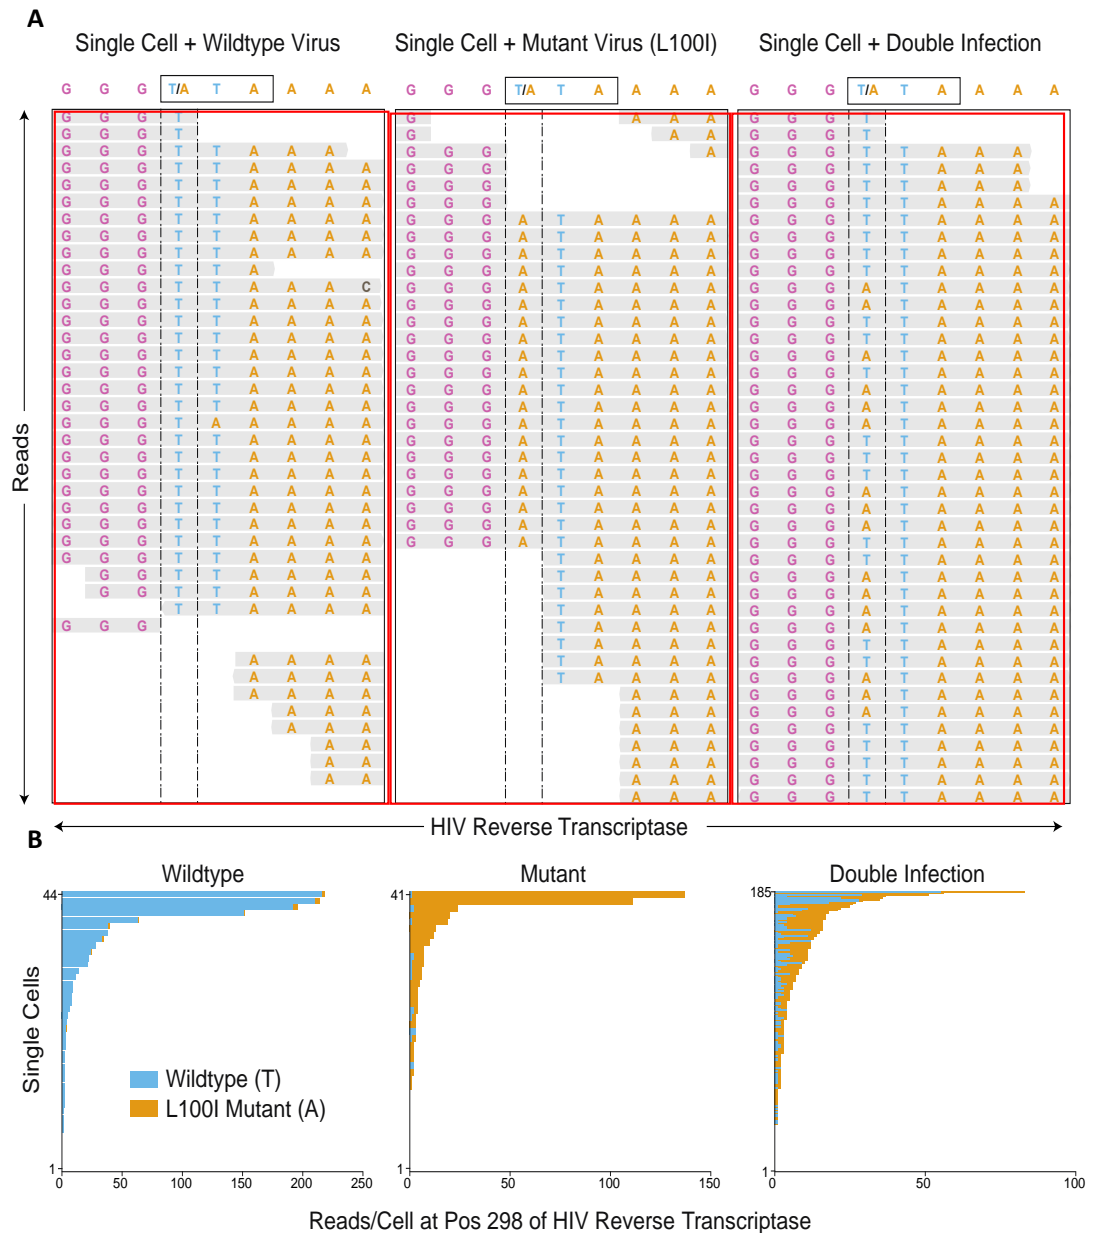 A
Single Cell + Wildtype Virus Single Cell + Mutant Virus (L100I) Single Cell + Double Infection
G G G T/A T A A A A G G G T/A T A A A A G G G T/A T A A A A
G G G T G A A A G G G T
G G G T G A A G G G T
G G G T T A A A G G G A G G G T T A A A
G G G T T A A A A G G G G G G T T A A A
G G G T T A A A A G G G G G G T T A A A
G G G T T A A A A G G G G G G T T A A A A
G G G T T A A A A G G G A T A A A A G G G T T A A A A
G G G T T A A A A G G G A T A A A A G G G T T A A A A
G G G T T A A A A G G G A T A A A A G G G T T A A A A
G G G T T A G G G A T A A A A G G G T T A A A A
G G G T T A A A C G G G A T A A A A G G G A T A A A A
G G G T T A A A A G G G A T A A A A G G G A T A A A A
G G G T T A A A A G G G A T A A A A G G G T T A A A A
G G G T T A A A A G G G A T A A A A G G G T T A A A A
G G G T T A A A A G G G A T A A A A G G G A T A A A A
G G G T T A A A A G G G A T A A A A G G G T T A A A A
G G G T T A A A A G G G A T A A A A G G G A T A A A A
G G G T T A A A A G G G A T A A A A G G G A T A A A A
G G G T A A A A A G G G A T A A A A G G G A T A A A A
G G G T T A A A A G G G A T A A A A G G G T T A A A A
G G G T T A A A A G G G A T A A A A G G G T T A A A A
G G G T T A A A A G G G A T A A A A G G G T T A A A A
G G G T T A A A A G G G A T A A A A G G G A T A A A A
G G G T T A A A A G G G A T A A A A G G G A T A A A A
G G G T T A A A A G G G A T A A A A G G G A T A A A A
G G G T T A A A A G G G A T A A A A G G G T T A A A A
G G G T T A A A A T A A A A G G G T T A A A A
G G T T A A A A T A A A A G G G A T A A A A
G G T T A A A A T A A A A G G G A T A A A A
T T A A A A T A A A A G G G A T A A A A
G G G T A A A A G G G A T A A A A
T A A A A G G G T T A A A A
A A A A T A A A A G G G T T A A A A
A A A A T A A A A G G G A T A A A A
A A A A A A A G G G A T A A A A
A A A A A A G G G A T A A A A
A A A A A A G G G T T A A A A
A A A A A G G G T T A A A A
A A A A A G G G T T A A A A
A A A A A G G G T T A A A A
A A A G G G T T A A A A
Reads
HIV Reverse Transcriptase
B
Wildtype Mutant Double Infection
44 41 185
Single Cells
Wildtype (T)
L100I Mutant (A)
1 1 1
0 50 100 150 200 250 0 50 100 150 0 50 100
Reads/Cell at Pos 298 of HIV Reverse Transcriptase